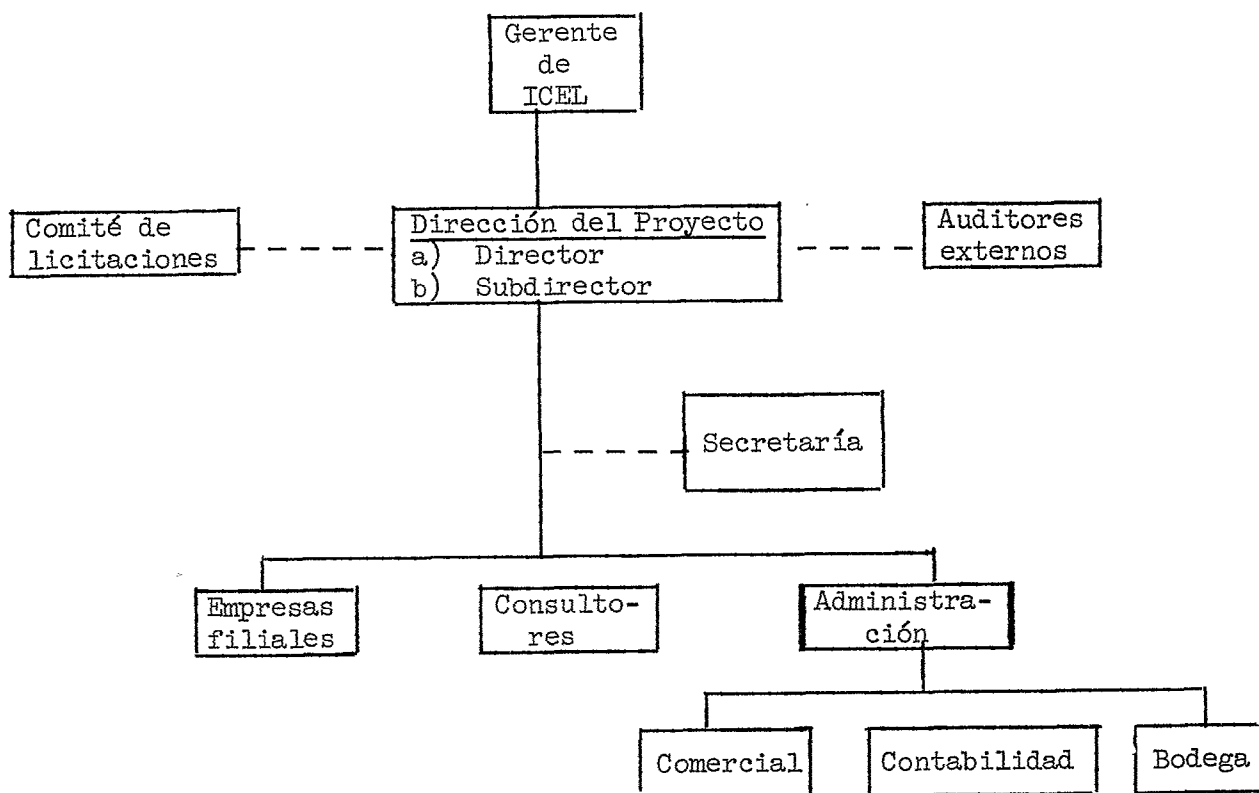 Gerente
de
ICEL
Comité de
licitaciones
Dirección del Proyecto
a) Director
b) Subdirector
Auditores
externos
Secretaría
Empresas
filiales
Consulto-
res
Administra-
ción
Comercial
Contabilidad
Bodega